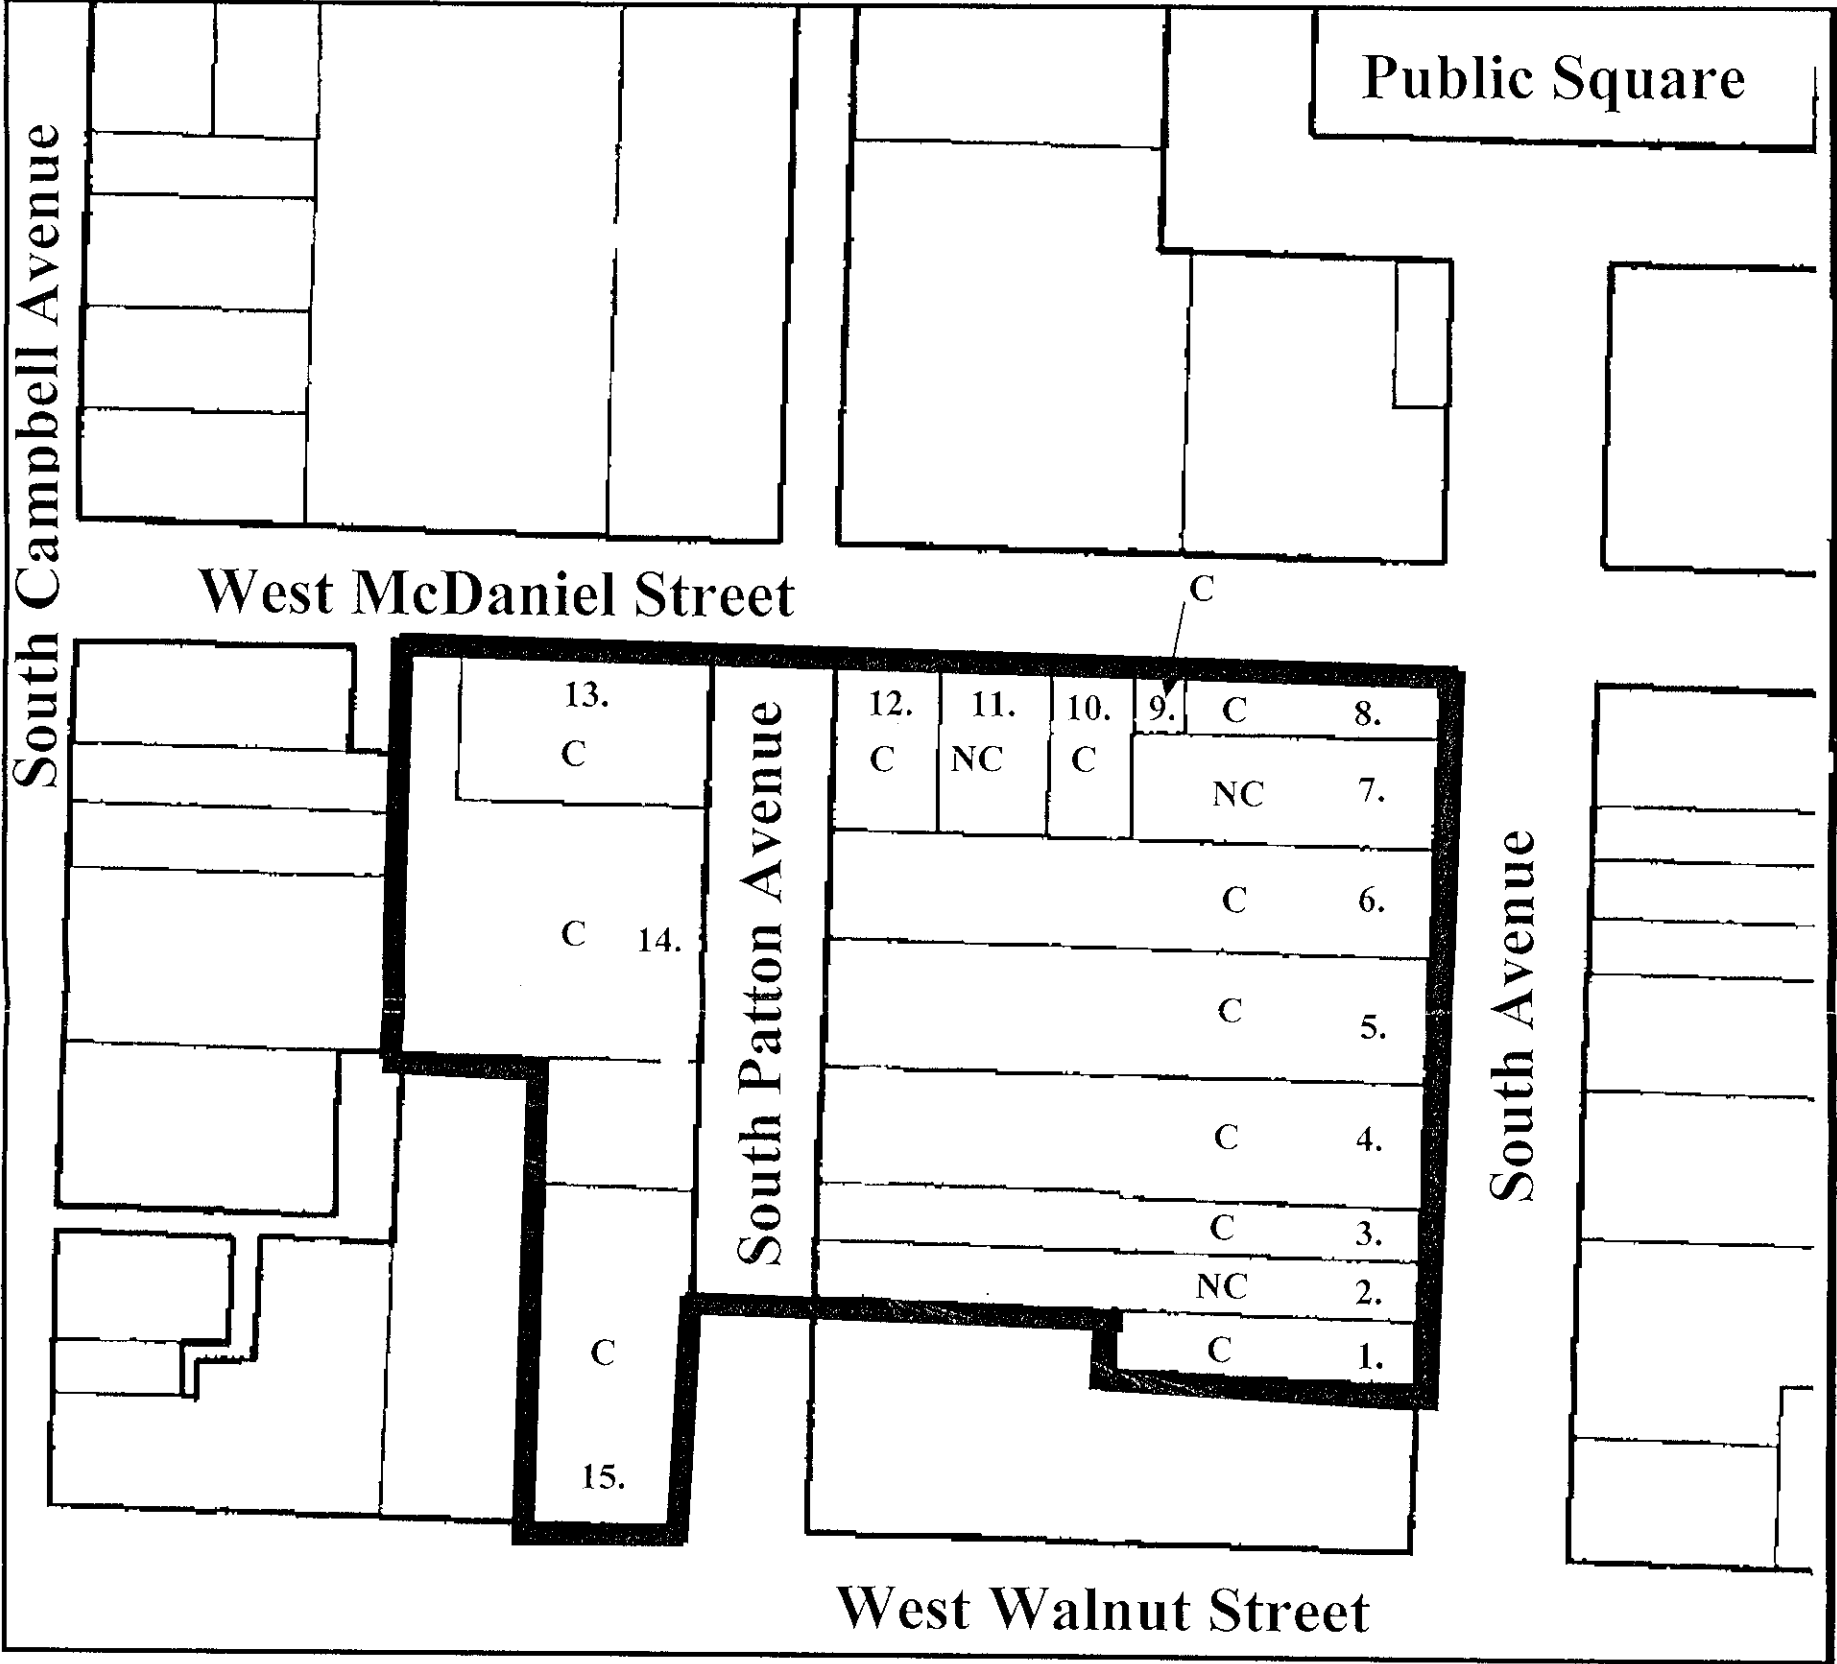 Public Square
South Campbell Avenue
West McDaniel Street
C
13.
C
12.
C
11.
NC
10.
C
9.
C 8.
NC 7.
C 6.
C 14.
C 5.
South Patton Avenue
South Avenue
C 4.
C 3.
NC 2.
C 1.
C
15.
West Walnut Street